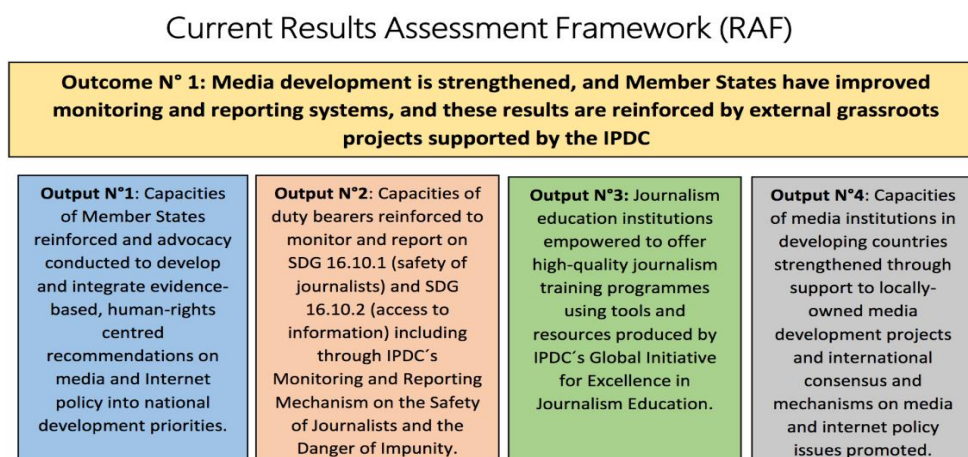 Current Results Assessment Framework (RAF)
Outcome N° 1: Media development is strengthened, and Member States have improved
monitoring and reporting systems, and these results are reinforced by external grassroots
projects supported by the IPDC
Output N°1: Capacities
of Member States
reinforced and advocacy
conducted to develop
and integrate evidence-
based, human-rights
centred
recommendations on
media and Internet
policy into national
development priorities.
Output N°2: Capacities of
duty bearers reinforced to
monitor and report on
SDG 16.10.1 (safety of
journalists) and SDG
16.10.2 (access to
information) including
through IPDC´s
Monitoring and Reporting
Mechanism on the Safety
of Journalists and the
Danger of Impunity.
Output N°3: Journalism
education institutions
empowered to offer
high-quality journalism
training programmes
using tools and
resources produced by
IPDC´s Global Initiative
for Excellence in
Journalism Education.
Output N°4: Capacities
of media institutions in
developing countries
strengthened through
support to locally-
owned media
development projects
and international
consensus and
mechanisms on media
and internet policy
issues promoted.